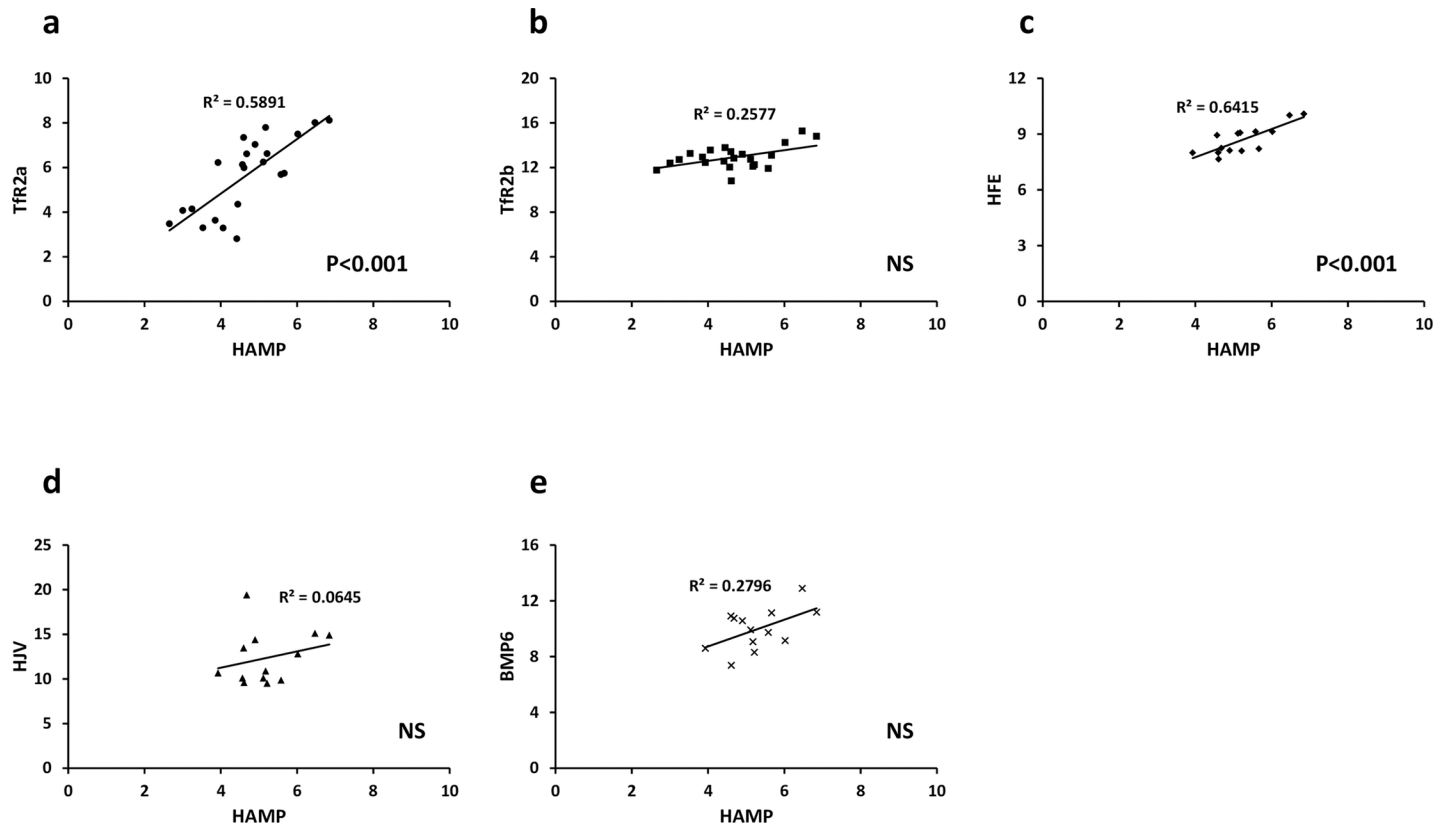 a
R² = 0.5891
P<0.001
TfR2a
10
8
6
4
2
0
0 2 4 6 8 10
HAMP
b
R² = 0.2577
NS
TfR2b
20
16
12
8
4
0
0 2 4 6 8 10
HAMP
c
R² = 0.6415
P<0.001
HFE
12
9
6
3
0
0 2 4 6 8 10
HAMP
d
R² = 0.0645
NS
HJV
25
20
15
10
5
0
0 2 4 6 8 10
HAMP
e
R² = 0.2796
NS
BMP6
16
12
8
4
0
0 2 4 6 8 10
HAMP